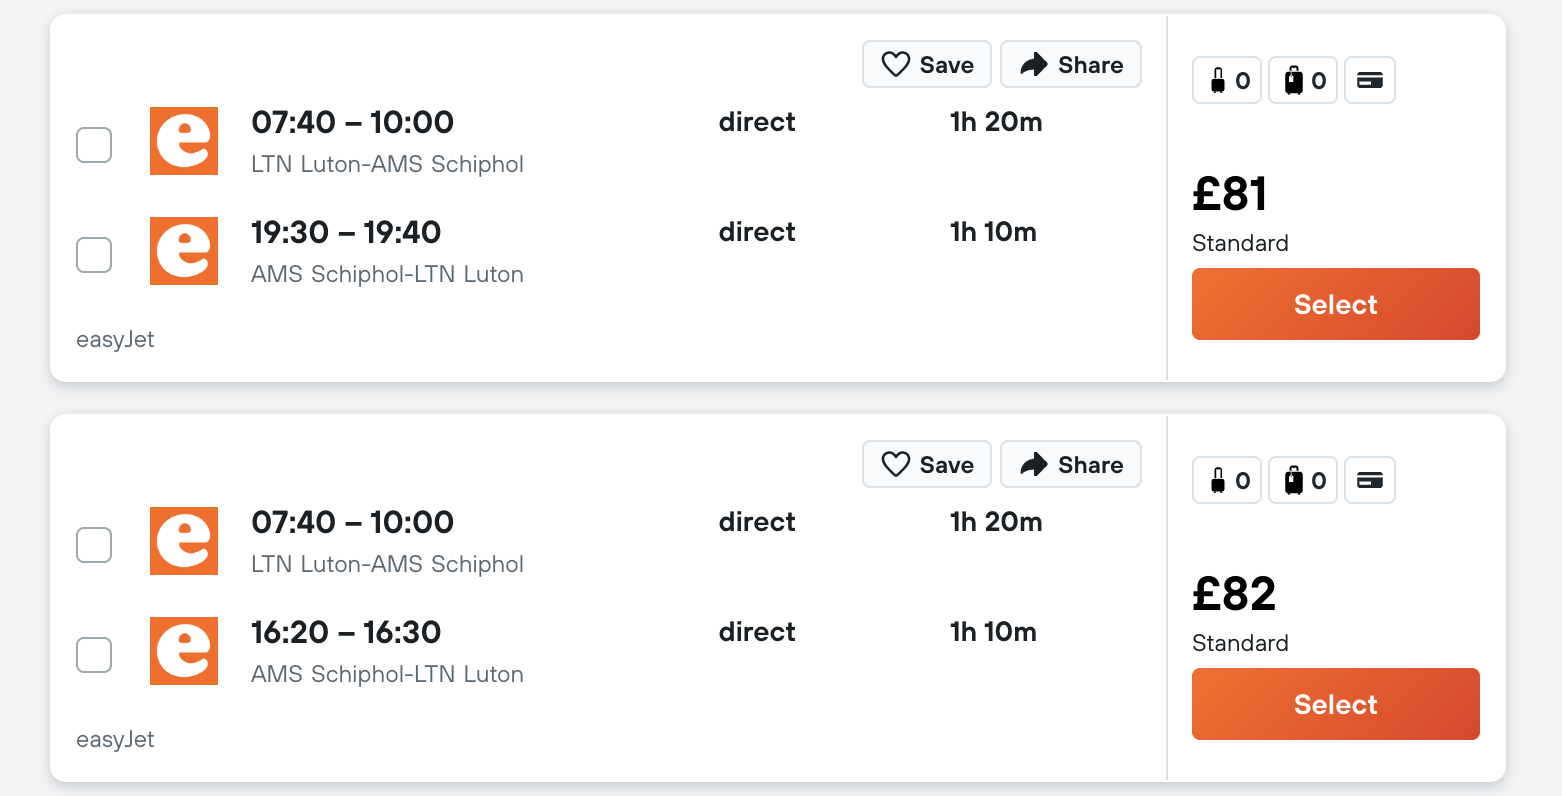 Save Share
0 0
07:40 – 10:00 direct 1h 20m
LTN Luton-AMS Schiphol
£81
19:30 – 19:40 direct 1h 10m
Standard
AMS Schiphol-LTN Luton
Select
easyJet
Save Share
0 0
07:40 – 10:00 direct 1h 20m
LTN Luton-AMS Schiphol
£82
16:20 – 16:30 direct 1h 10m
Standard
AMS Schiphol-LTN Luton
Select
easyJet